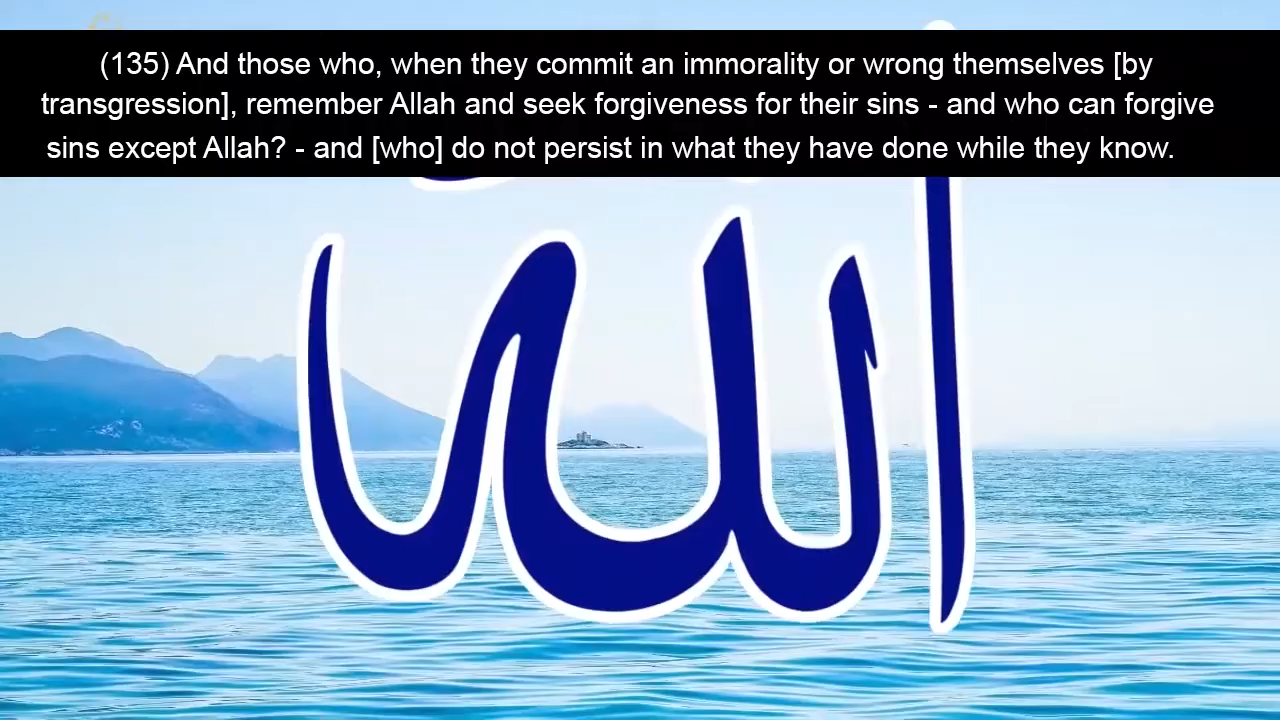 (135) And those who, when they commit an immorality or wrong themselves [by
transgression], remember Allah and seek forgiveness for their sins - and who can forgive
sins except Allah? - and [who] do not persist in what they have done while they know.
الله